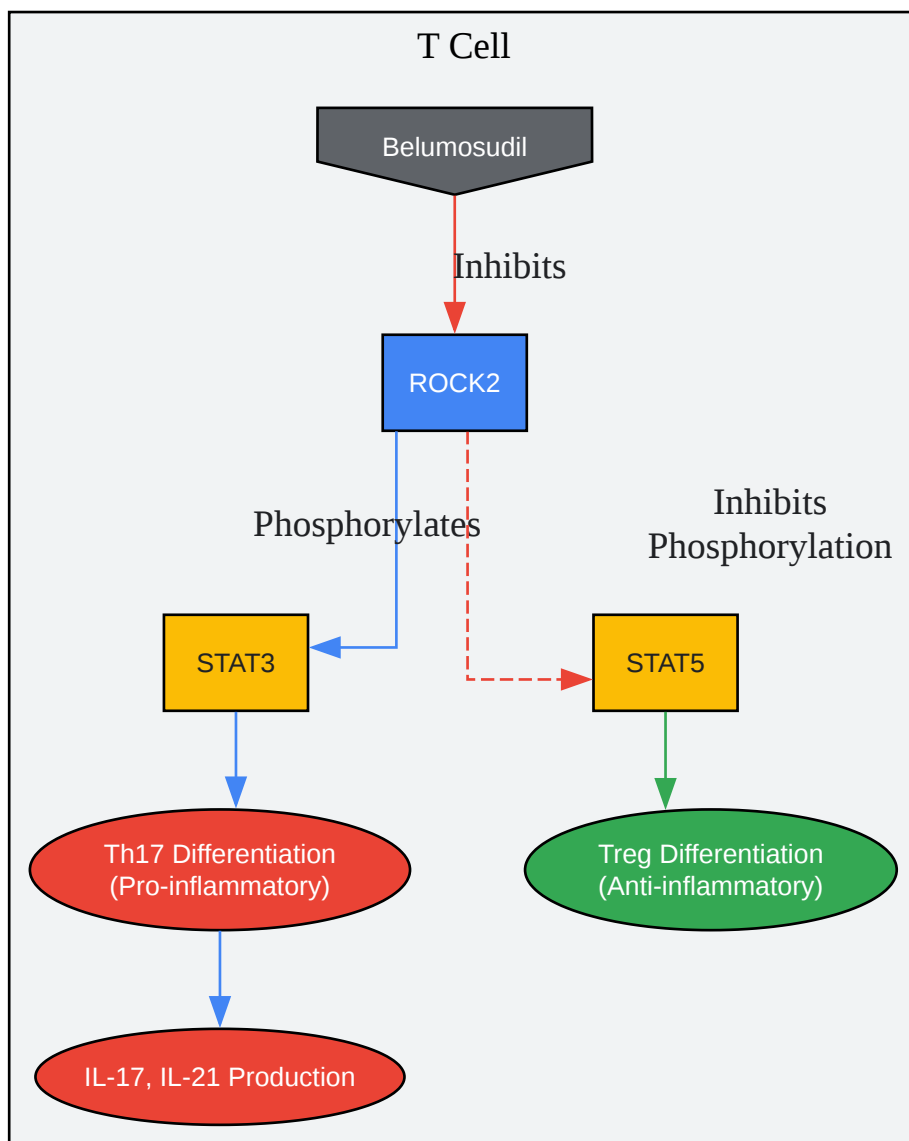 T Cell
Belumosudil
Inhibits
ROCK2
Phosphorylates
Inhibits
Phosphorylation
STAT3
STAT5
Th17 Differentiation
(Pro-inflammatory)
Treg Differentiation
(Anti-inflammatory)
IL-17, IL-21 Production